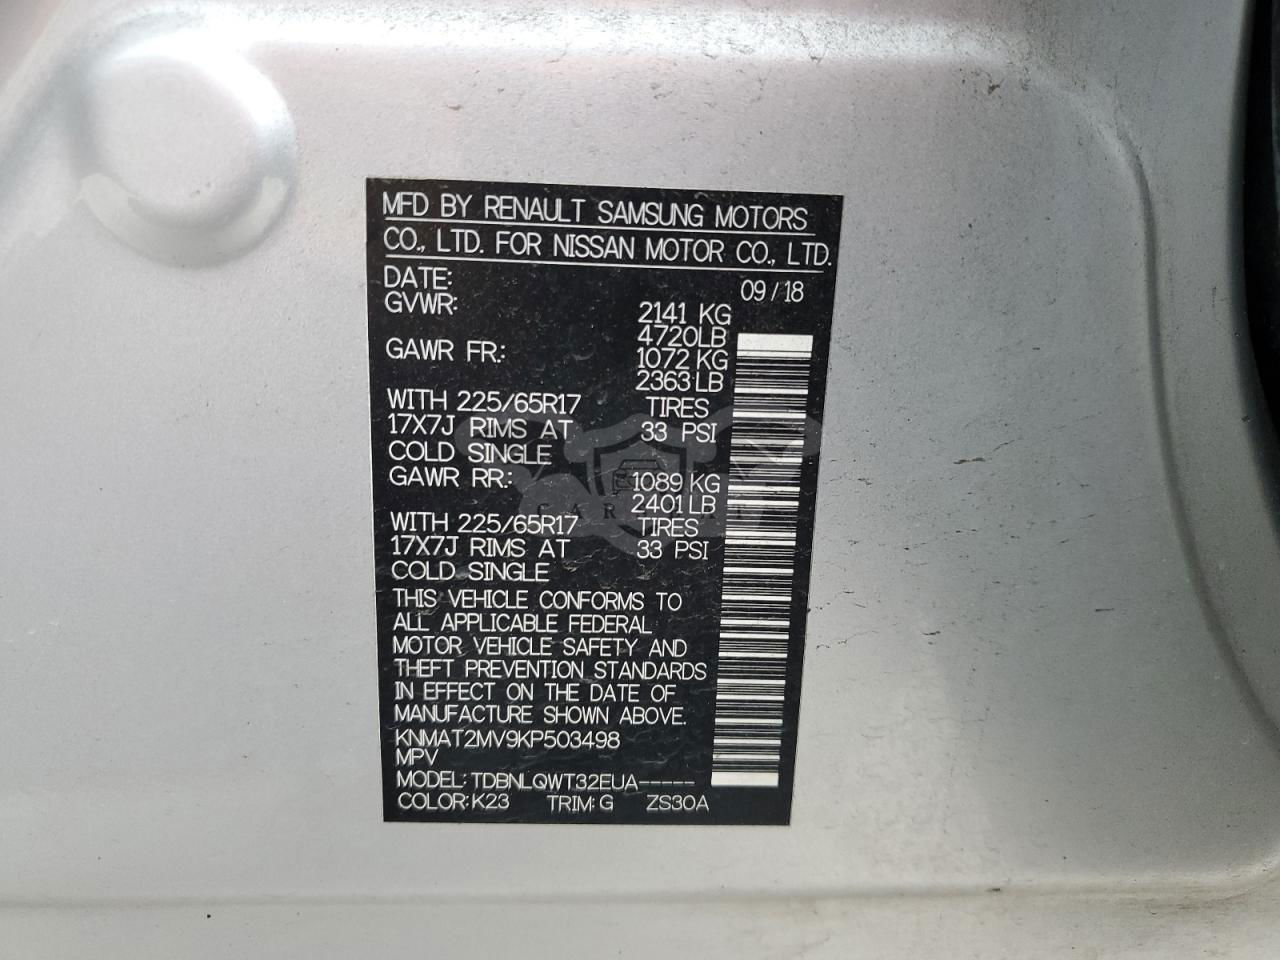 MFD BY RENAULT SAMSUNG MOTORS
CO., LTD. FOR NISSAN MOTOR CO., LTD.
DATE: 09 / 18
GVWR: 2141 KG
4720LB
GAWR FR.: 1072 KG
2363 LB
WITH 225/65R17 TIRES
17X7J RIMS AT 33 PSI
COLD SINGLE
GAWR RR.: 1089 KG
2401 LB
WITH 225/65R17 TIRES
17X7J RIMS AT 33 PSI
COLD SINGLE
THIS VEHICLE CONFORMS TO
ALL APPLICABLE FEDERAL
MOTOR VEHICLE SAFETY AND
THEFT PREVENTION STANDARDS
IN EFFECT ON THE DATE OF
MANUFACTURE SHOWN ABOVE.
KNMAT2MV9KP503498
MPV
MODEL: TDBNLQWT32EUA-----
COLOR: K23 TRIM: G ZS30A